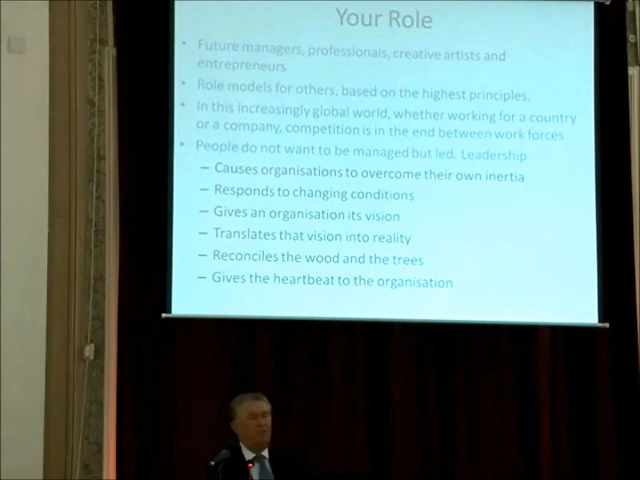 Your Role
• Future managers, professionals, creative artists and
entrepreneurs
• Role models for others, based on the highest principles.
• In this increasingly global world, whether working for a country
or a company, competition is in the end between work forces
• People do not want to be managed but led. Leadership
– Causes organisations to overcome their own inertia
– Responds to changing conditions
– Gives an organisation its vision
– Translates that vision into reality
– Reconciles the wood and the trees
– Gives the heartbeat to the organisation